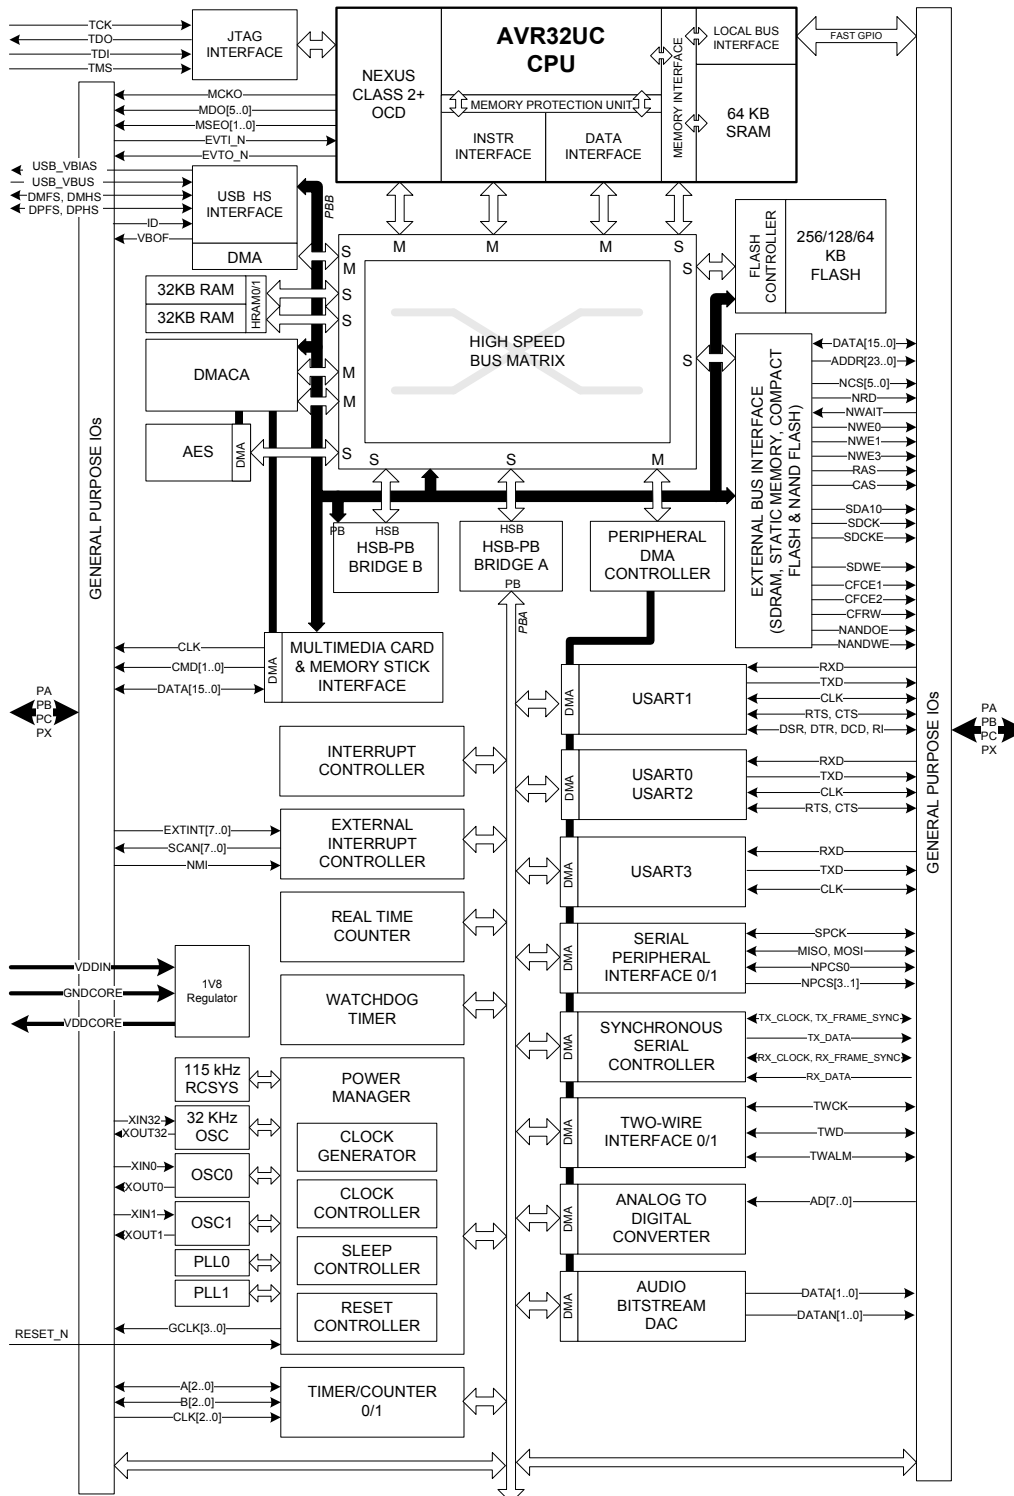 TCK
TDO
TDI
TMS
JTAG
INTERFACE
NEXUS
CLASS 2+
OCD
AVR32UC
CPU
MEMORY PROTECTION UNIT
INSTR
INTERFACE
DATA
INTERFACE
MEMORY INTERFACE
LOCAL BUS
INTERFACE
64 KB
SRAM
FAST GPIO
MCKO
MDO[5..0]
MSEO[1..0]
EVTI_N
EVTO_N
USB_VBIAS
USB_VBUS
DMFS, DMHS
DPFS, DPHS
ID
VBOF
USB HS
INTERFACE
DMA
PBB
32KB RAM
32KB RAM
HRAM0/1
DMACA
AES
DMA
S
M
S
S
M
M
S
M
M
M
S
S
S
S
S
M
HIGH SPEED
BUS MATRIX
FLASH
CONTROLLER
256/128/64
KB
FLASH
EXTERNAL BUS INTERFACE
(SDRAM, STATIC MEMORY, COMPACT
FLASH & NAND FLASH)
DATA[15..0]
ADDR[23..0]
NCS[5..0]
NRD
NWAIT
NWE0
NWE1
NWE3
RAS
CAS
SDA10
SDCK
SDCKE
SDWE
CFCE1
CFCE2
CFRW
NANDOE
NANDWE
GENERAL PURPOSE IOs
GENERAL PURPOSE IOs
PB
HSB
HSB-PB
BRIDGE B
HSB
HSB-PB
BRIDGE A
PB
PBA
PERIPHERAL
DMA
CONTROLLER
CLK
CMD[1..0]
DATA[15..0]
DMA
MULTIMEDIA CARD
& MEMORY STICK
INTERFACE
PA
PB
PC
PX
PA
PB
PC
PX
DMA
USART1
RXD
TXD
CLK
RTS, CTS
DSR, DTR, DCD, RI
INTERRUPT
CONTROLLER
DMA
USART0
USART2
RXD
TXD
CLK
RTS, CTS
EXTINT[7..0]
SCAN[7..0]
NMI
EXTERNAL
INTERRUPT
CONTROLLER
DMA
USART3
RXD
TXD
CLK
REAL TIME
COUNTER
DMA
SERIAL
PERIPHERAL
INTERFACE 0/1
SPCK
MISO, MOSI
NPCS0
NPCS[3..1]
VDDIN
GNDCORE
VDDCORE
1V8
Regulator
WATCHDOG
TIMER
DMA
SYNCHRONOUS
SERIAL
CONTROLLER
TX_CLOCK, TX_FRAME_SYNC
TX_DATA
RX_CLOCK, RX_FRAME_SYNC
RX_DATA
115 kHz
RCSYS
XIN32
XOUT32
32 KHz
OSC
XIN0
XOUT0
OSC0
XIN1
XOUT1
OSC1
PLL0
PLL1
GCLK[3..0]
RESET_N
POWER
MANAGER
CLOCK
GENERATOR
CLOCK
CONTROLLER
SLEEP
CONTROLLER
RESET
CONTROLLER
DMA
TWO-WIRE
INTERFACE 0/1
TWCK
TWD
TWALM
DMA
ANALOG TO
DIGITAL
CONVERTER
AD[7..0]
DMA
AUDIO
BITSTREAM
DAC
DATA[1..0]
DATAN[1..0]
A[2..0]
B[2..0]
CLK[2..0]
TIMER/COUNTER
0/1